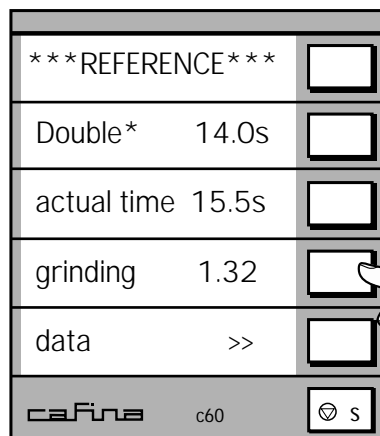 ***REFERENCE***
Double* 14.0s
actual time 15.5s
grinding 1.32
data >>
cafina c60 S